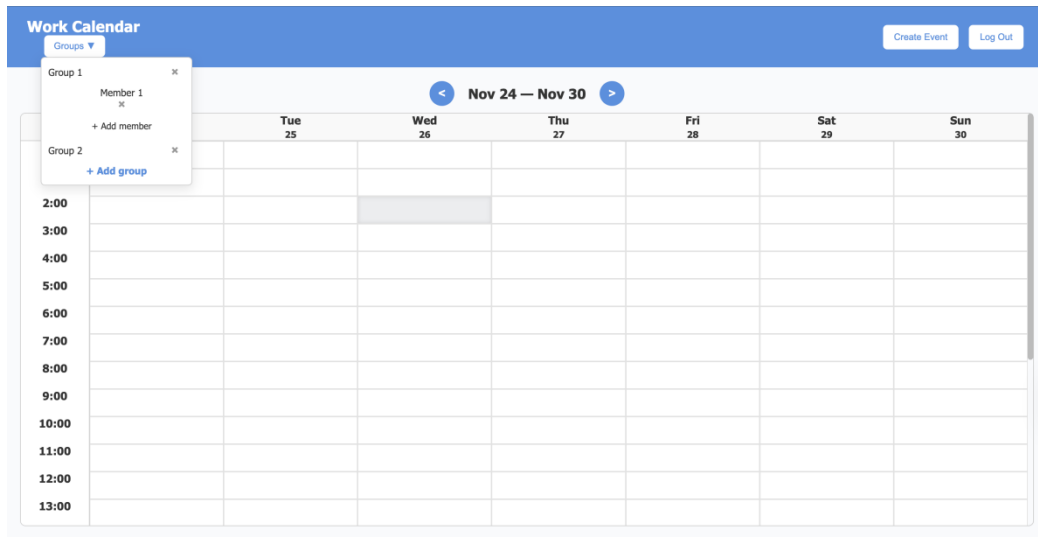 Work Calendar
Groups ▼
Create Event
Log Out
Group 1 ✖
Member 1
✖
+ Add member
Group 2 ✖
+ Add group
< Nov 24 — Nov 30 >
Tue Wed Thu Fri Sat Sun
25 26 27 28 29 30
2:00
3:00
4:00
5:00
6:00
7:00
8:00
9:00
10:00
11:00
12:00
13:00